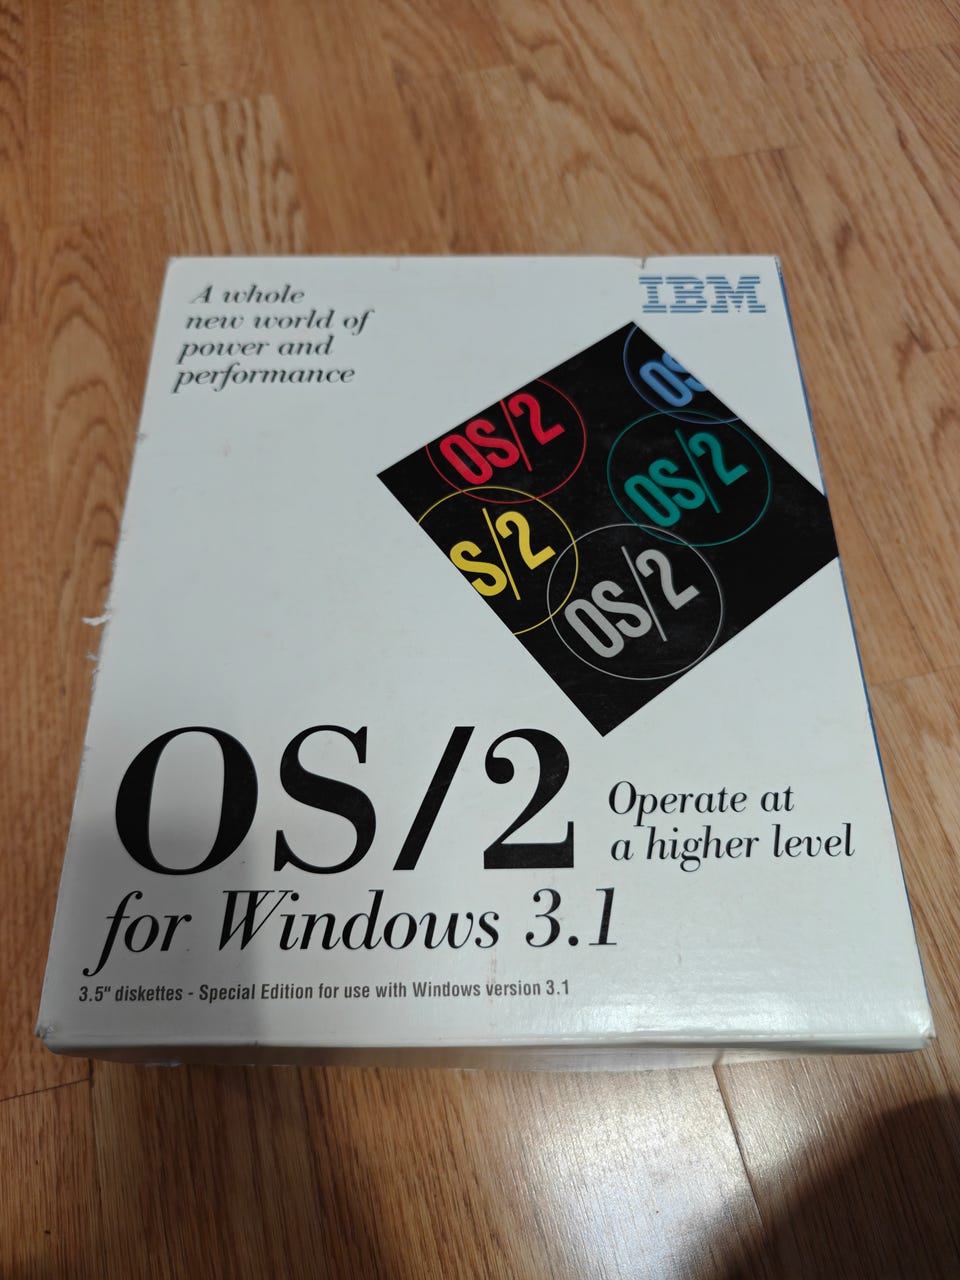 A whole
new world of
power and
performance
IBM
OS
OS/2
OS/2
S/2
OS/2
OS/2
Operate at
a higher level
for Windows 3.1
3.5" diskettes - Special Edition for use with Windows version 3.1